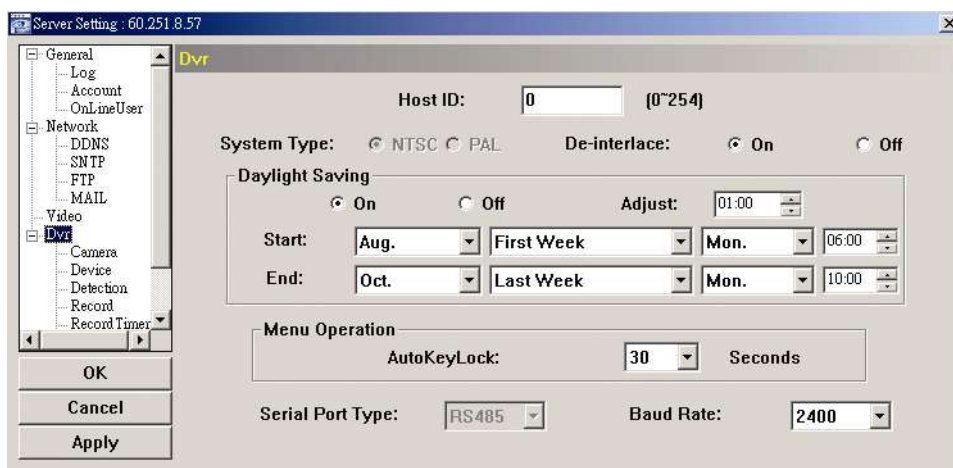 Server Setting : 60.251.8.57
General
Log
Account
OnLineUser
Network
DDNS
SNTP
FTP
MAIL
Video
Dvr
Camera
Device
Detection
Record
RecordTimer
OK
Cancel
Apply
Dvr
Host ID: 0 (0~254)
System Type: NTSC PAL De-interlace: On Off
Daylight Saving
On Off Adjust: 01:00
Start: Aug. First Week Mon. 06:00
End: Oct. Last Week Mon. 10:00
Menu Operation
AutoKeyLock: 30 Seconds
Serial Port Type: RS485 Baud Rate: 2400